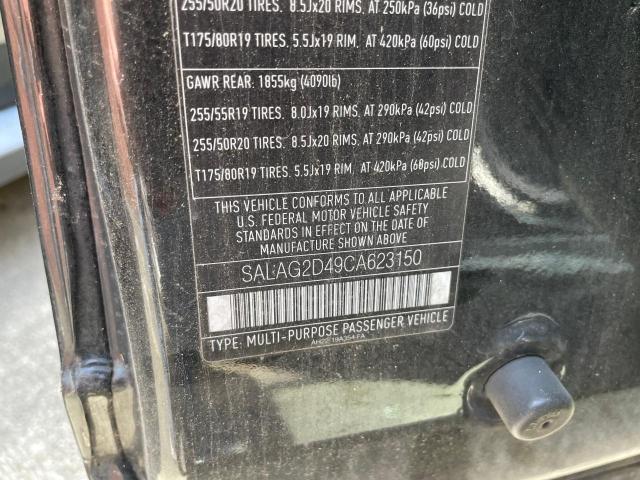 255/50R20 TIRES. 8.5Jx20 RIMS, AT 250kPa (36psi) COLD
T175/80R19 TIRES. 5.5Jx19 RIM, AT 420kPa (60psi) COLD
GAWR REAR: 1855kg (4090lb)
255/55R19 TIRES. 8.0Jx19 RIMS, AT 290kPa (42psi) COLD
255/50R20 TIRES. 8.5Jx20 RIMS, AT 290kPa (42psi) COLD
T175/80R19 TIRES. 5.5Jx19 RIM, AT 420kPa (60psi) COLD
THIS VEHICLE CONFORMS TO ALL APPLICABLE
U.S. FEDERAL MOTOR VEHICLE SAFETY
STANDARDS IN EFFECT ON THE DATE OF
MANUFACTURE SHOWN ABOVE
SALAG2D49CA623150
TYPE: MULTI-PURPOSE PASSENGER VEHICLE
AH22-19A354-FA